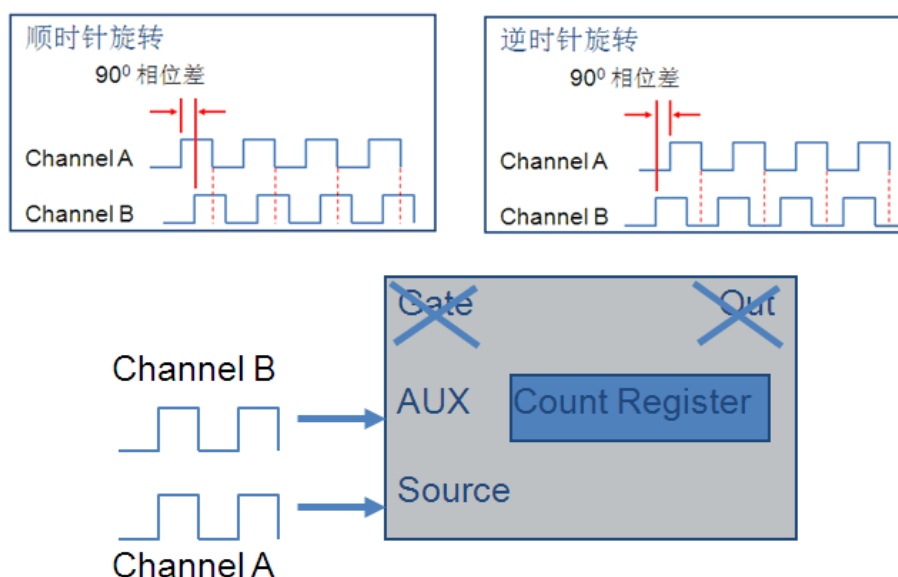 顺时针旋转
90⁰ 相位差
Channel A
Channel B
逆时针旋转
90⁰ 相位差
Channel A
Channel B
Gate
Out
Channel B
AUX
Count Register
Source
Channel A